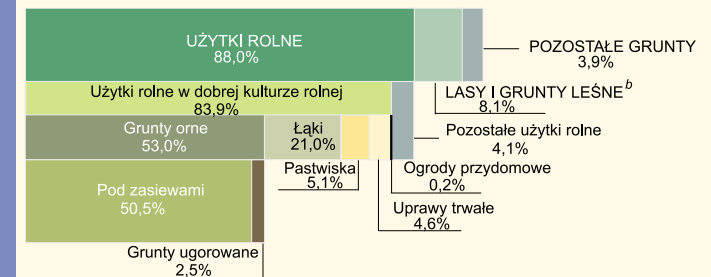 UŻYTKI ROLNE
88,0%
POZOSTAŁE GRUNTY
3,9%
Użytki rolne w dobrej kulturze rolnej
83,9%
LASY I GRUNTY LEŚNE b
8,1%
Grunty orne
53,0%
Łąki
21,0%
Pozostałe użytki rolne
4,1%
Pastwiska
5,1%
Ogrody przydomowe
0,2%
Pod zasiewami
50,5%
Uprawy trwałe
4,6%
Grunty ugorowane
2,5%